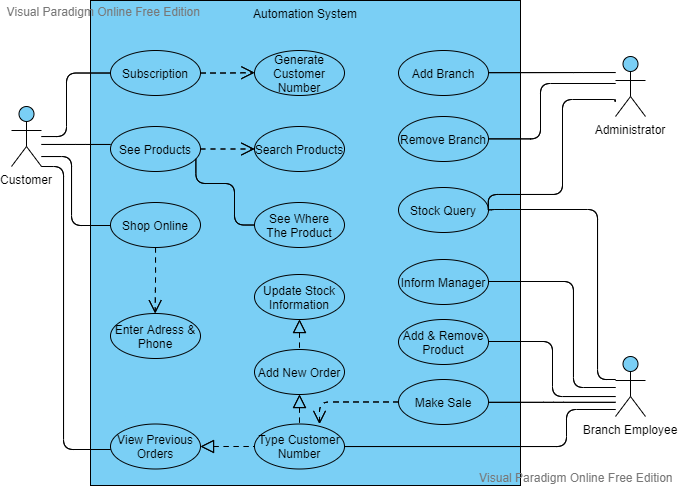 Visual Paradigm Online Free Edition
Automation System
Subscription
Generate
Customer
Number
Add Branch
Administrator
Customer
See Products
Search Products
Remove Branch
Shop Online
See Where
The Product
Stock Query
Update Stock
Information
Inform Manager
Enter Adress &
Phone
Add & Remove
Product
Add New Order
Make Sale
Branch Employee
View Previous
Orders
Type Customer
Number
Visual Paradigm Online Free Edition